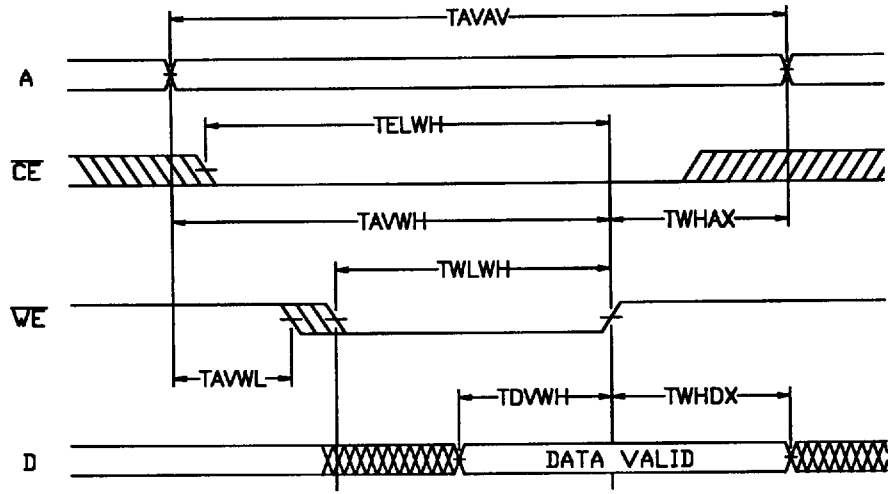 TAVAV
A
TELWH
CE
TAVWH TWHAX
TWLWH
WE
TAVWL
TDVWH TWHDX
D DATA VALID